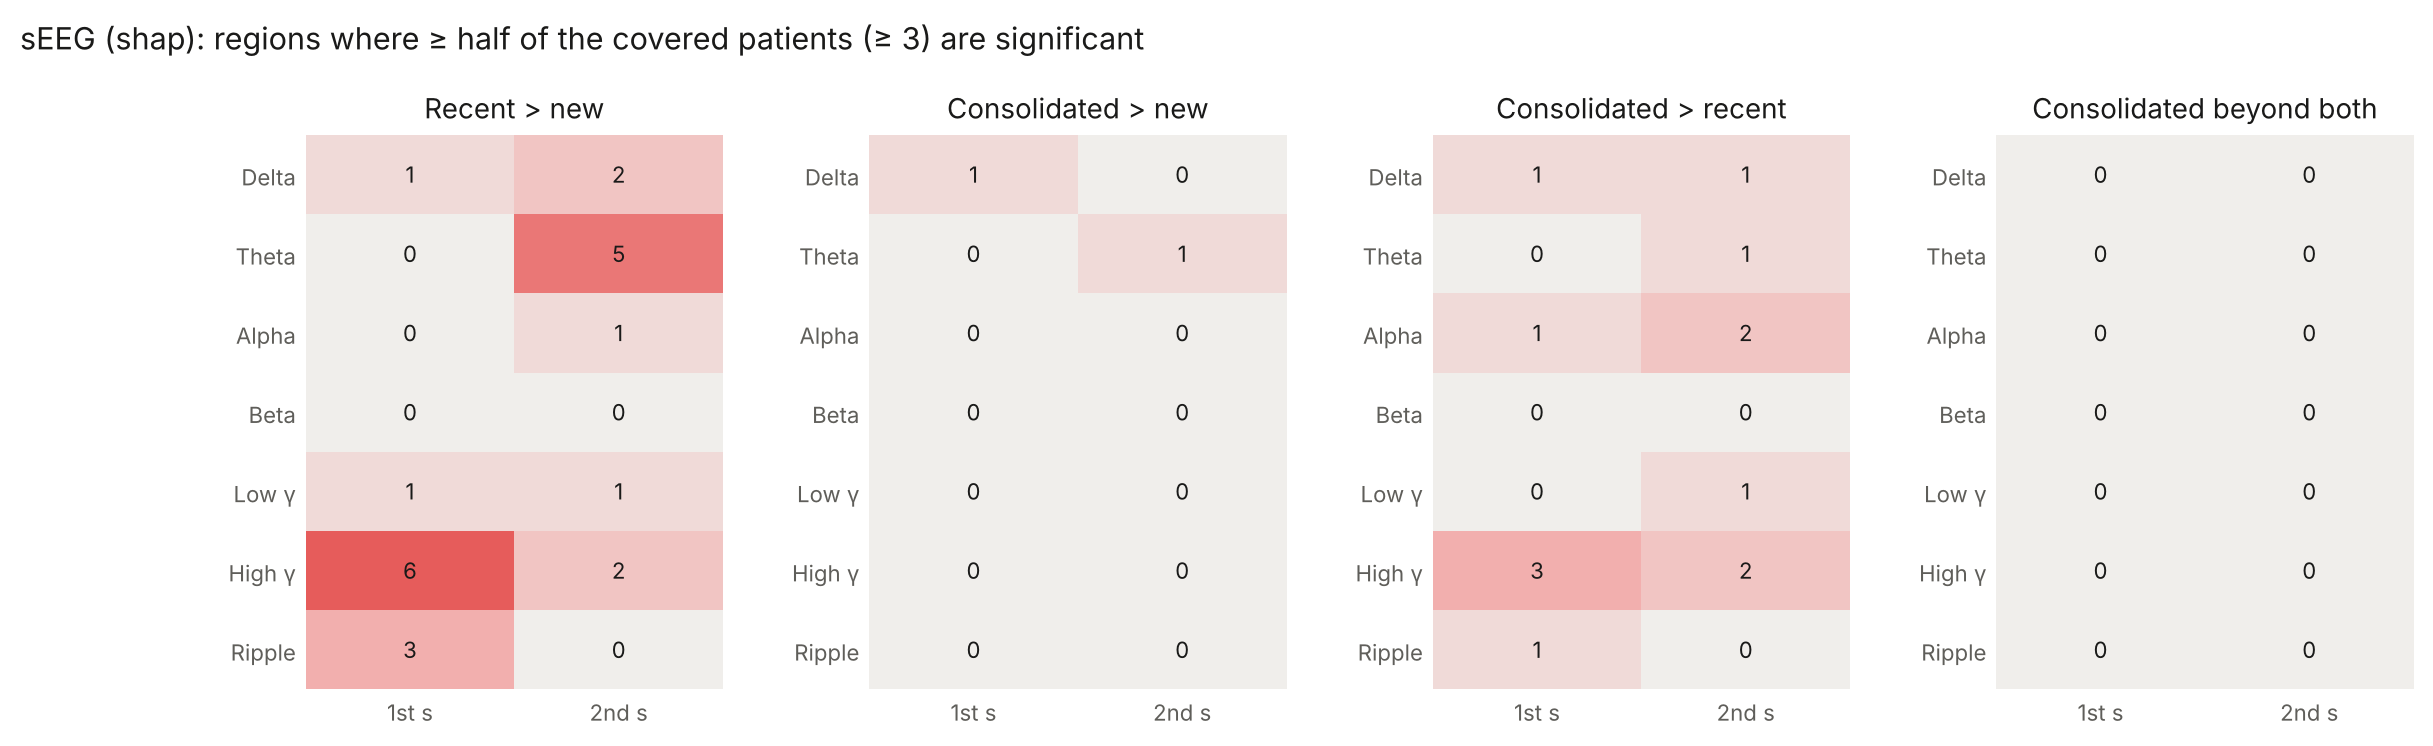 sEEG (shap): regions where ≥ half of the covered patients (≥ 3) are significant
Recent > new
Delta 1 2
Theta 0 5
Alpha 0 1
Beta 0 0
Low γ 1 1
High γ 6 2
Ripple 3 0
1st s 2nd s
Consolidated > new
Delta 1 0
Theta 0 1
Alpha 0 0
Beta 0 0
Low γ 0 0
High γ 0 0
Ripple 0 0
1st s 2nd s
Consolidated > recent
Delta 1 1
Theta 0 1
Alpha 1 2
Beta 0 0
Low γ 0 1
High γ 3 2
Ripple 1 0
1st s 2nd s
Consolidated beyond both
Delta 0 0
Theta 0 0
Alpha 0 0
Beta 0 0
Low γ 0 0
High γ 0 0
Ripple 0 0
1st s 2nd s